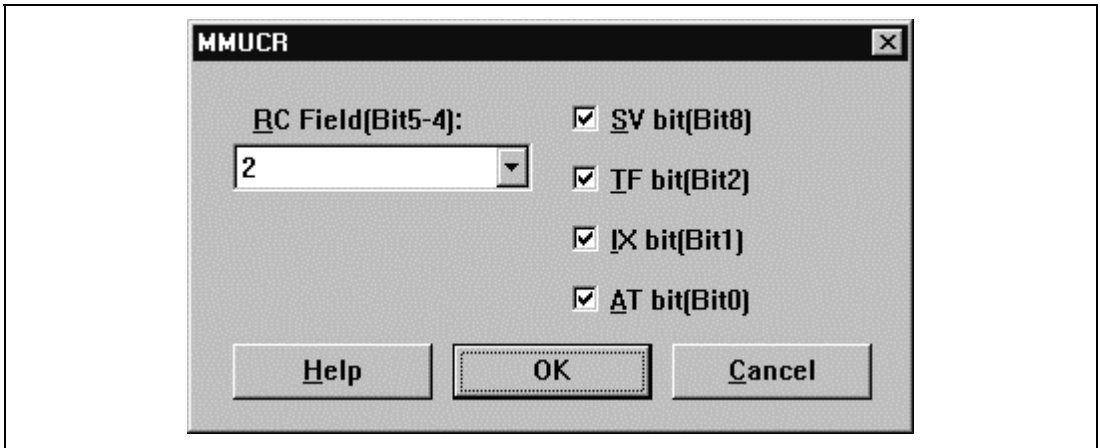 MMUCR
RC Field(Bit5-4):
2
SV bit(Bit8)
TF bit(Bit2)
IX bit(Bit1)
AT bit(Bit0)
Help
OK
Cancel